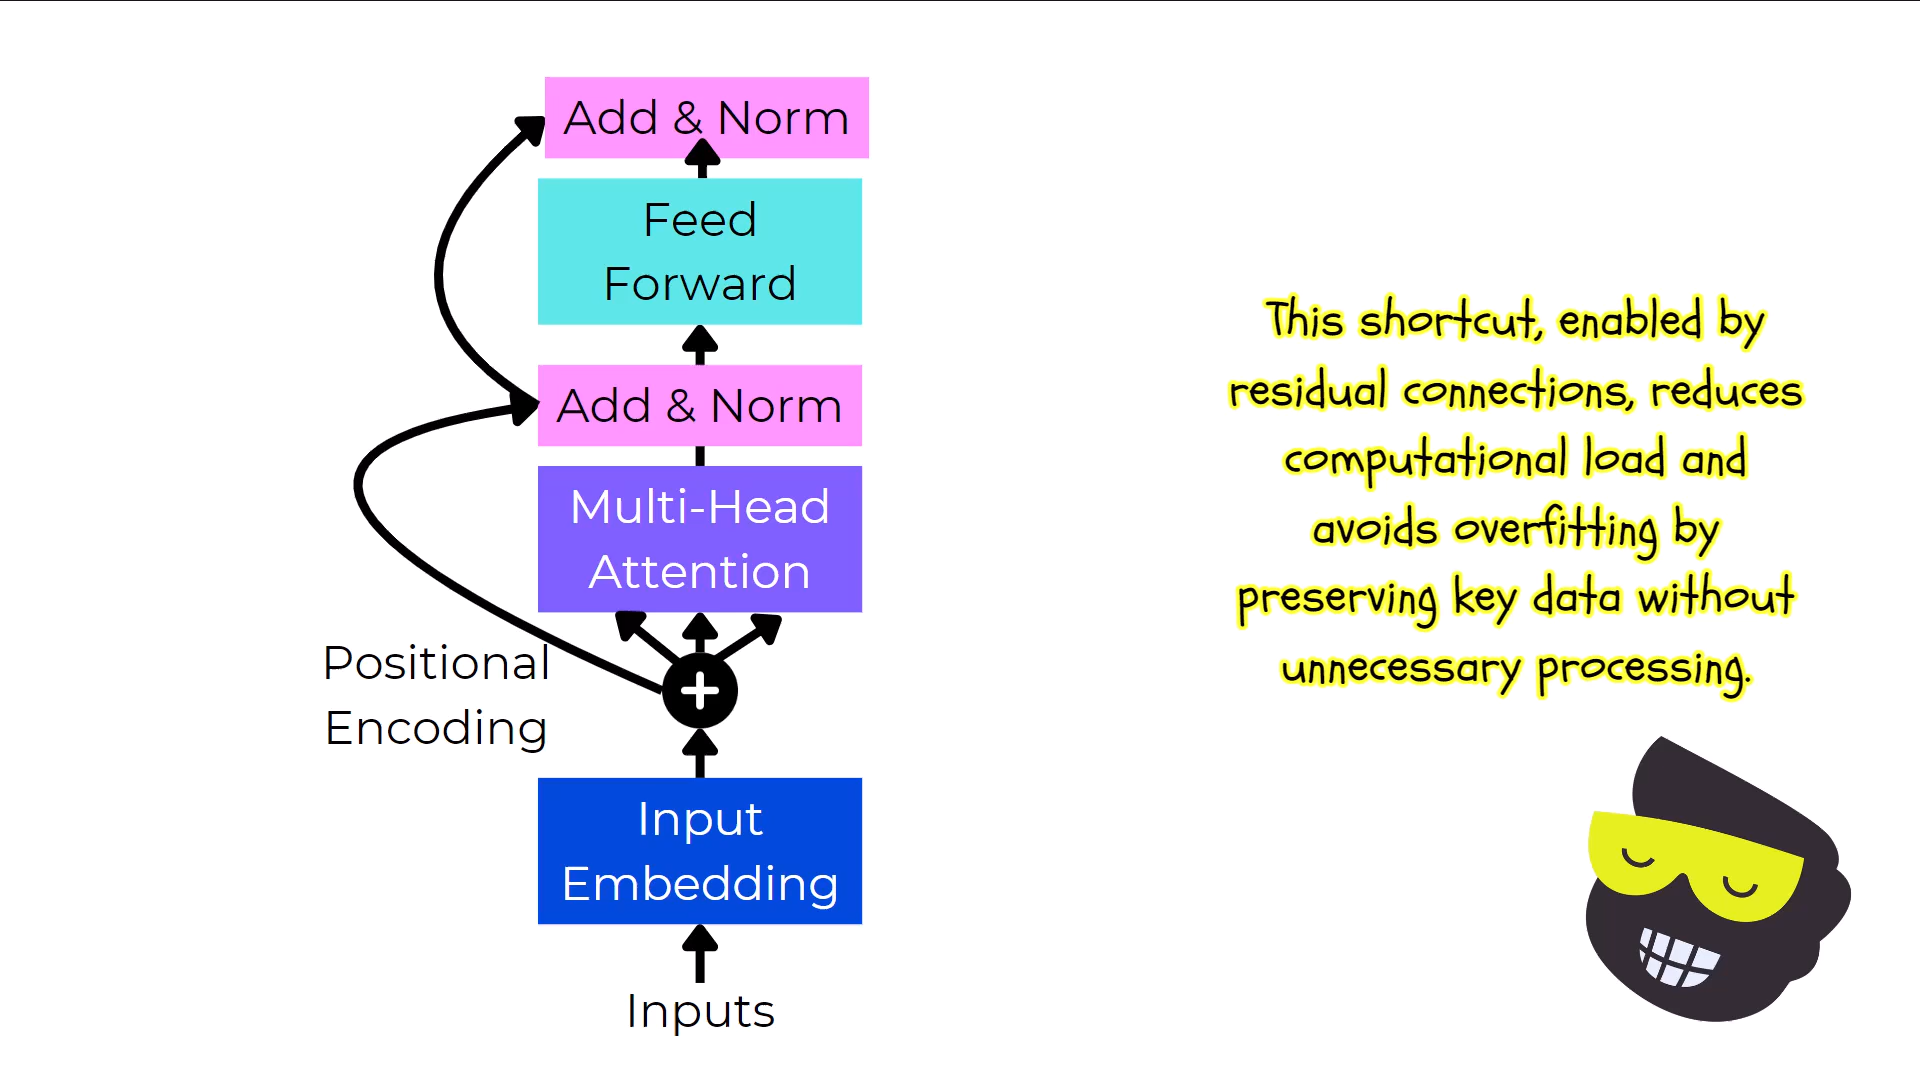 Add & Norm
Feed
Forward
Add & Norm
Multi-Head
Attention
Positional
Encoding
Input
Embedding
Inputs
This shortcut, enabled by
residual connections, reduces
computational load and
avoids overfitting by
preserving key data without
unnecessary processing.